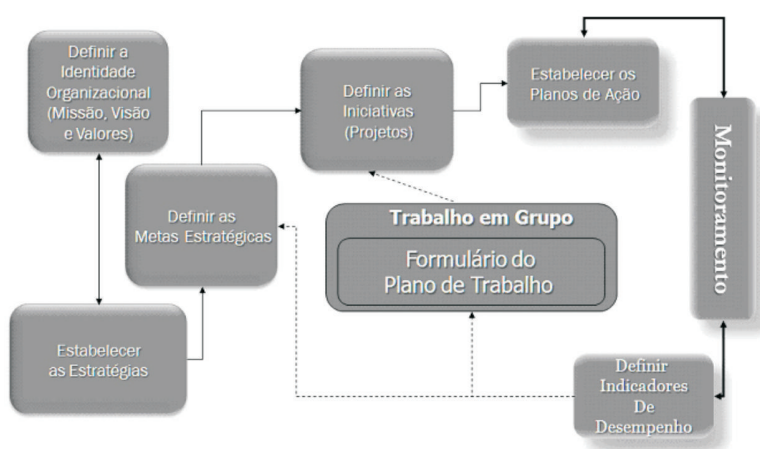 Definir a
Identidade
Organizacional
(Missão, Visão
e Valores)
Definir as
Iniciativas
(Projetos)
Estabelecer os
Planos de Ação
Monitoramento
Definir as
Metas Estratégicas
Trabalho em Grupo
Formulário do
Plano de Trabalho
Estabelecer
as Estratégias
Definir
Indicadores
De
Desempenho